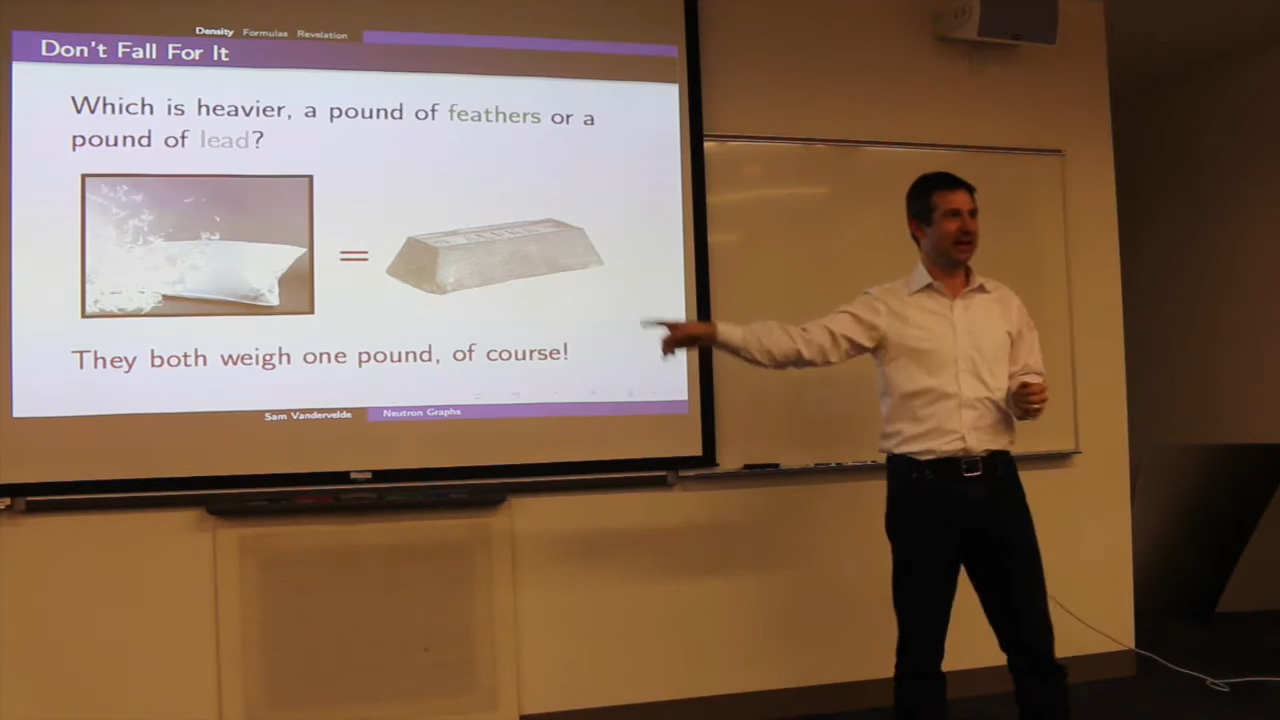 Density Formulas Revelation
Don't Fall For It
Which is heavier, a pound of feathers or a
pound of lead?
=
They both weigh one pound, of course!
Sam Vandervelde Neutron Graphs